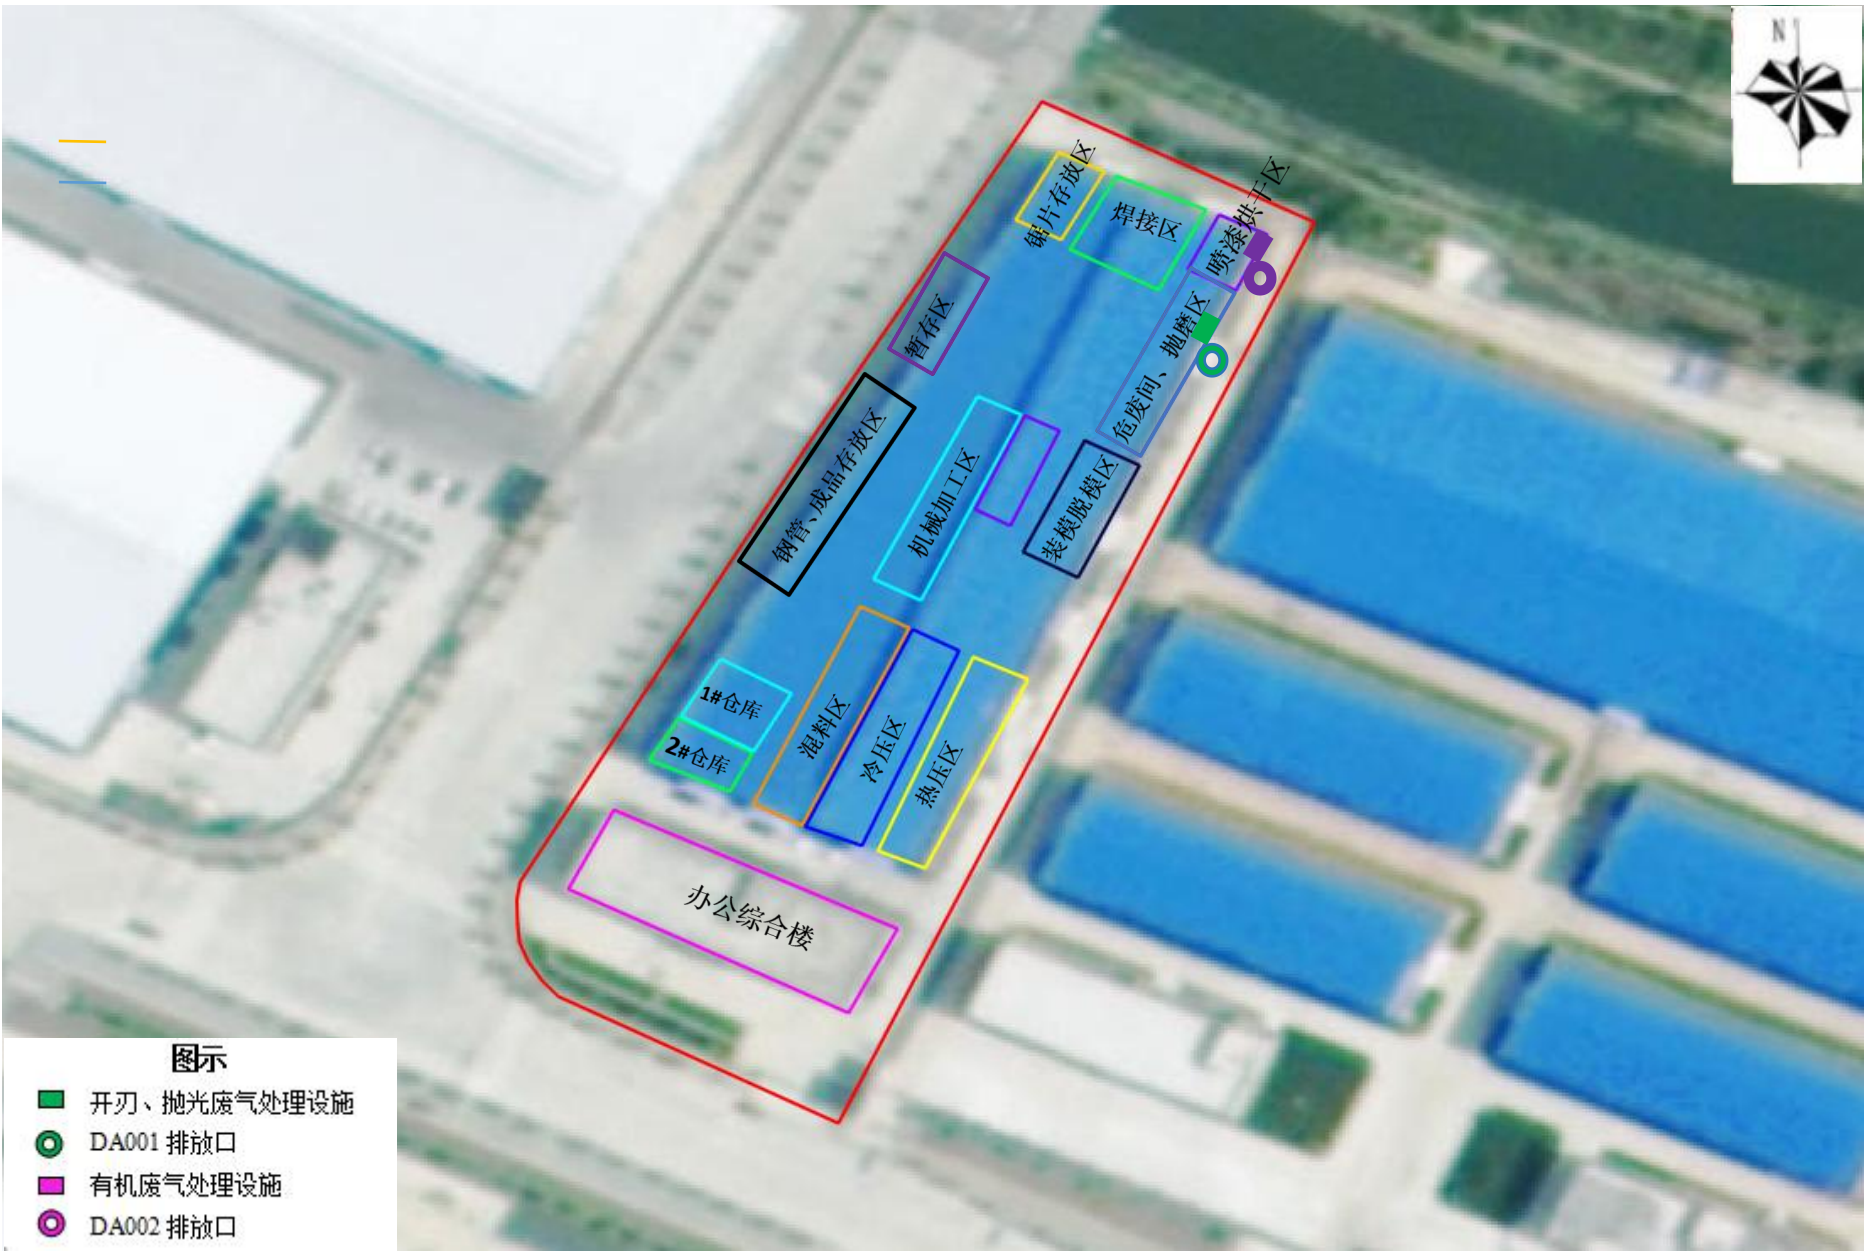 N
锯片存放区
焊接区
喷漆烘干区
暂存区
危废间、抛磨区
钢管、成品存放区
机械加工区
装模脱模区
1#仓库
2#仓库
混料区
冷压区
热压区
办公综合楼
图示
开刃、抛光废气处理设施
DA001 排放口
有机废气处理设施
DA002 排放口